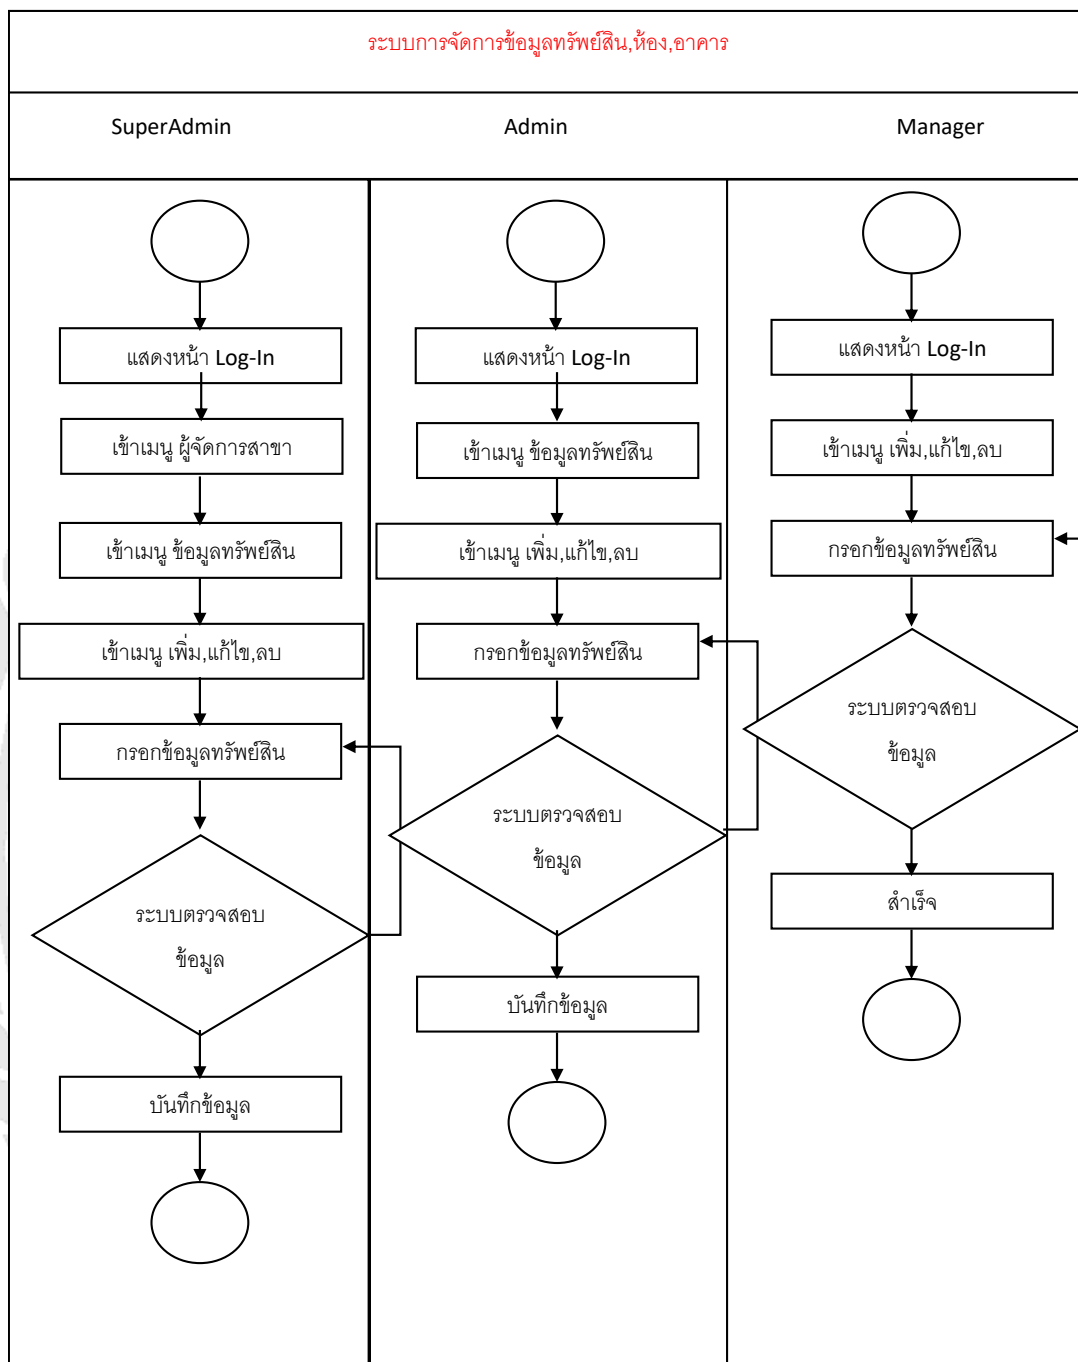 ระบบการจัดการข้อมูลทรัพย์สิน,ห้อง,อาคาร
SuperAdmin
Admin
Manager
แสดงหน้า Log-In
เข้าเมนู ผู้จัดการสาขา
เข้าเมนู ข้อมูลทรัพย์สิน
เข้าเมนู เพิ่ม,แก้ไข,ลบ
กรอกข้อมูลทรัพย์สิน
ระบบตรวจสอบ
ข้อมูล
บันทึกข้อมูล
แสดงหน้า Log-In
เข้าเมนู ข้อมูลทรัพย์สิน
เข้าเมนู เพิ่ม,แก้ไข,ลบ
กรอกข้อมูลทรัพย์สิน
ระบบตรวจสอบ
ข้อมูล
บันทึกข้อมูล
แสดงหน้า Log-In
เข้าเมนู เพิ่ม,แก้ไข,ลบ
กรอกข้อมูลทรัพย์สิน
ระบบตรวจสอบ
ข้อมูล
สำเร็จ